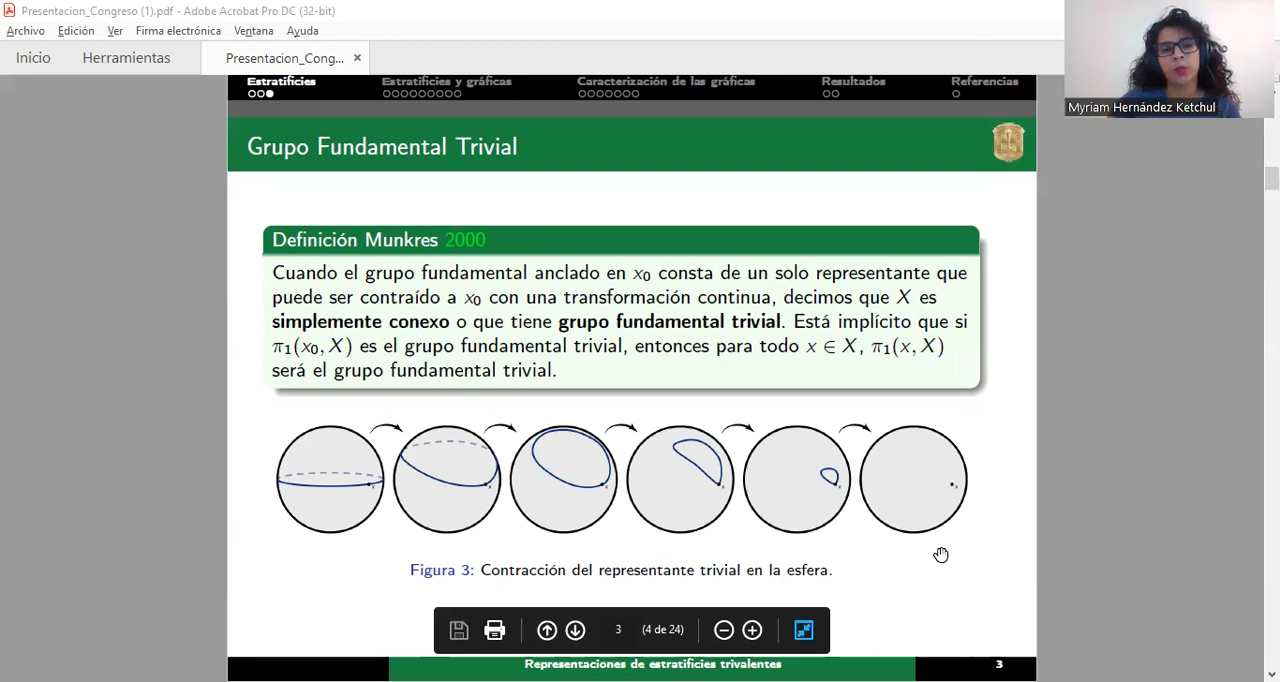 Presentacion_Congreso (1).pdf - Adobe Acrobat Pro DC (32-bit)
Archivo Edición Ver Firma electrónica Ventana Ayuda
Inicio Herramientas Presentacion_Cong... ×
Myriam Hernández Ketchul
Estratificies Estratificies y gráficas Caracterización de las gráficas Resultados Referencias
Grupo Fundamental Trivial
Definición Munkres 2000
Cuando el grupo fundamental anclado en x₀ consta de un solo representante que
puede ser contraído a x₀ con una transformación continua, decimos que X es
simplemente conexo o que tiene grupo fundamental trivial. Está implícito que si
π₁(x₀, X) es el grupo fundamental trivial, entonces para todo x ∈ X, π₁(x, X)
será el grupo fundamental trivial.
x x x x x x
Figura 3: Contracción del representante trivial en la esfera.
3 (4 de 24)
Representaciones de estratificies trivalentes 3